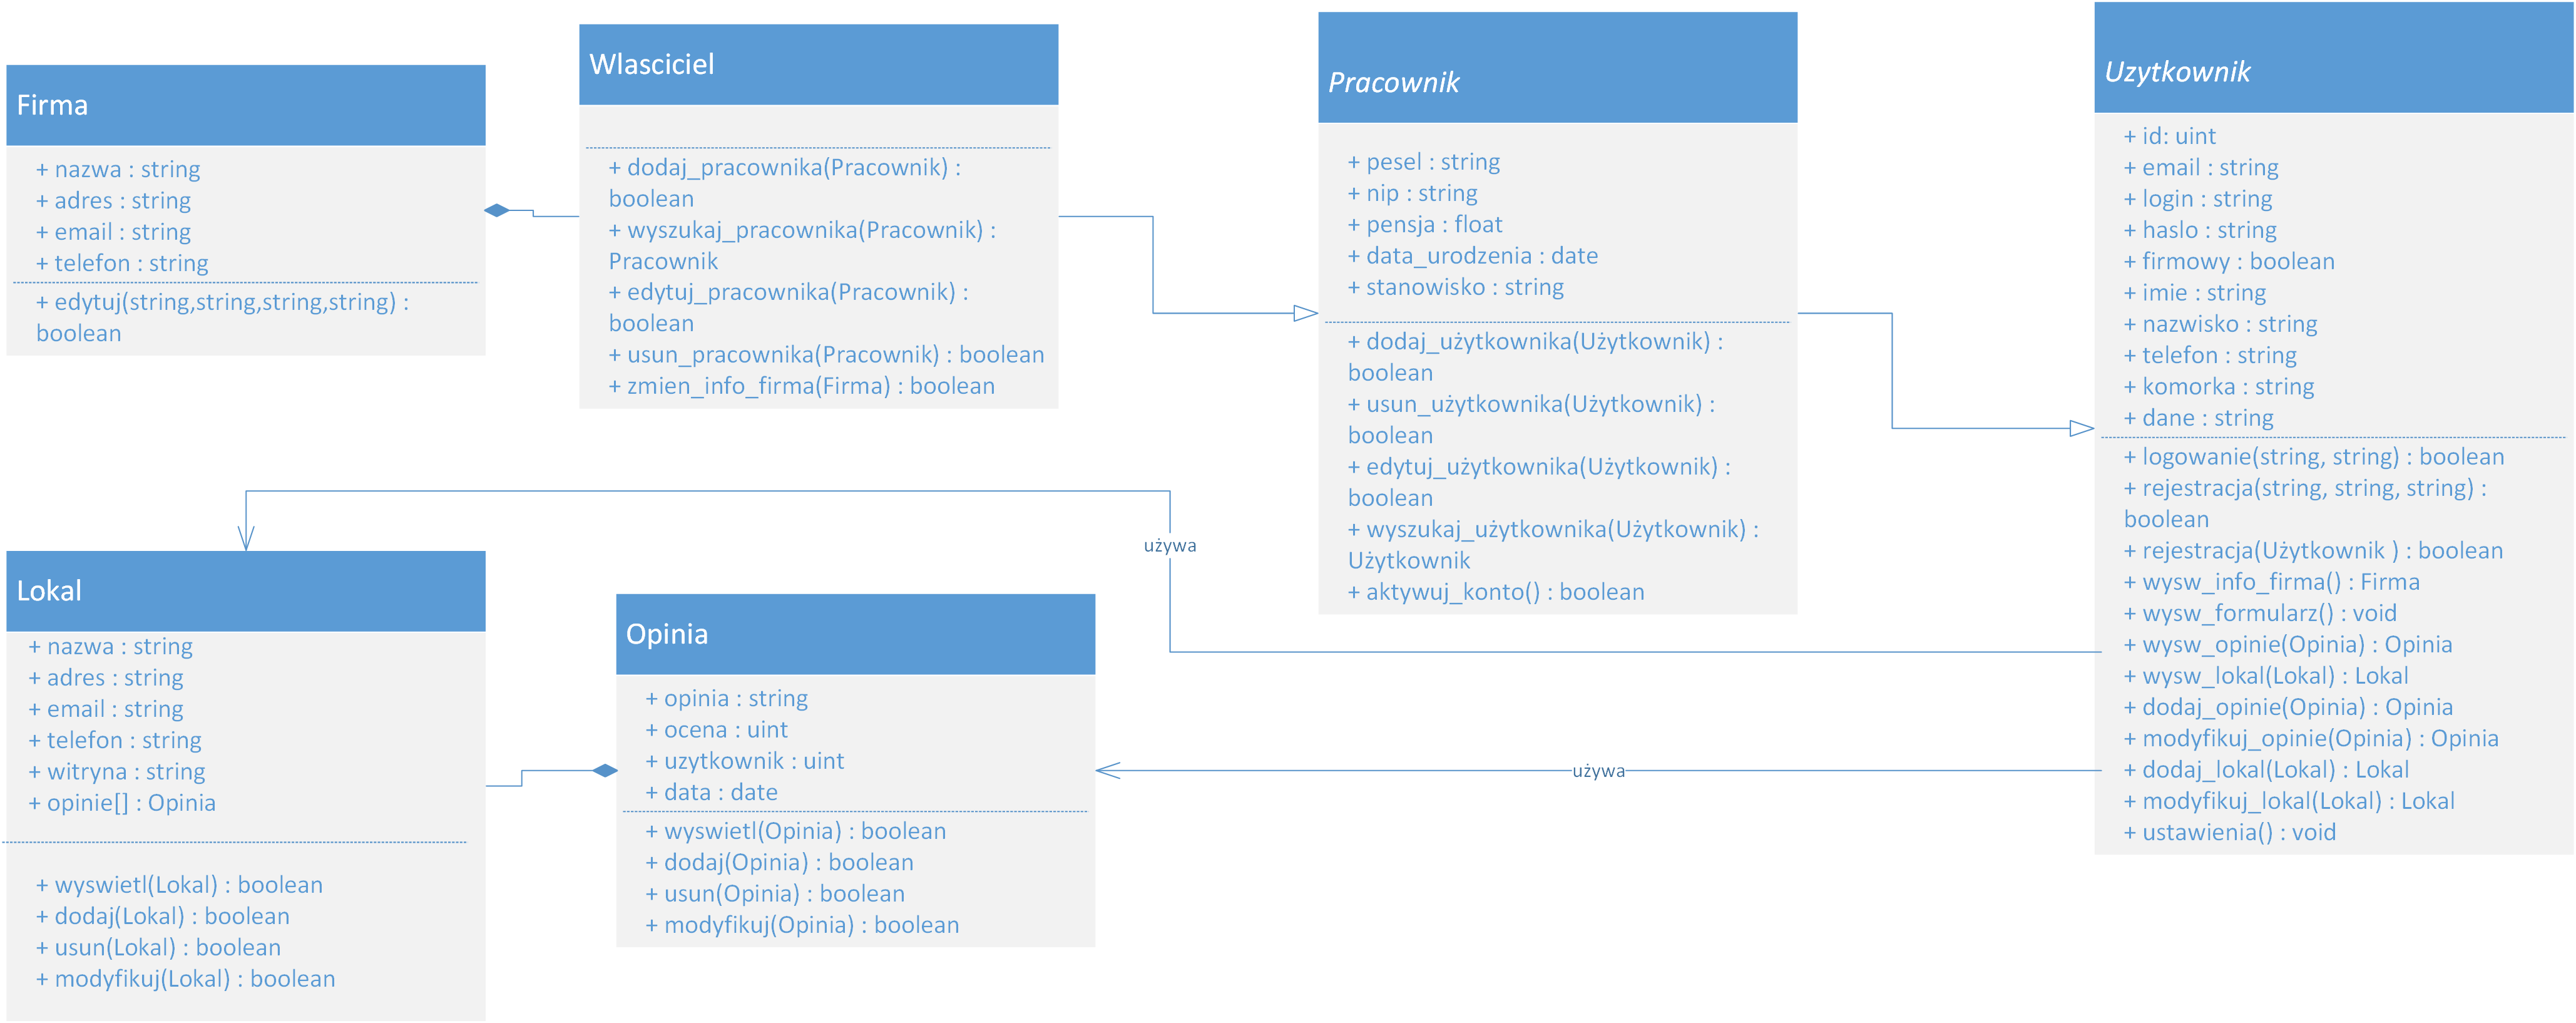 Firma
+ nazwa : string
+ adres : string
+ email : string
+ telefon : string
+ edytuj(string,string,string,string) :
boolean
Wlasciciel
+ dodaj_pracownika(Pracownik) :
boolean
+ wyszukaj_pracownika(Pracownik) :
Pracownik
+ edytuj_pracownika(Pracownik) :
boolean
+ usun_pracownika(Pracownik) : boolean
+ zmien_info_firma(Firma) : boolean
Pracownik
+ pesel : string
+ nip : string
+ pensja : float
+ data_urodzenia : date
+ stanowisko : string
+ dodaj_użytkownika(Użytkownik) :
boolean
+ usun_użytkownika(Użytkownik) :
boolean
+ edytuj_użytkownika(Użytkownik) :
boolean
+ wyszukaj_użytkownika(Użytkownik) :
Użytkownik
+ aktywuj_konto() : boolean
Uzytkownik
+ id: uint
+ email : string
+ login : string
+ haslo : string
+ firmowy : boolean
+ imie : string
+ nazwisko : string
+ telefon : string
+ komorka : string
+ dane : string
+ logowanie(string, string) : boolean
+ rejestracja(string, string, string) :
boolean
+ rejestracja(Użytkownik ) : boolean
+ wysw_info_firma() : Firma
+ wysw_formularz() : void
+ wysw_opinie(Opinia) : Opinia
+ wysw_lokal(Lokal) : Lokal
+ dodaj_opinie(Opinia) : Opinia
+ modyfikuj_opinie(Opinia) : Opinia
+ dodaj_lokal(Lokal) : Lokal
+ modyfikuj_lokal(Lokal) : Lokal
+ ustawienia() : void
używa
Lokal
+ nazwa : string
+ adres : string
+ email : string
+ telefon : string
+ witryna : string
+ opinie[] : Opinia
+ wyswietl(Lokal) : boolean
+ dodaj(Lokal) : boolean
+ usun(Lokal) : boolean
+ modyfikuj(Lokal) : boolean
Opinia
+ opinia : string
+ ocena : uint
+ uzytkownik : uint
+ data : date
+ wyswietl(Opinia) : boolean
+ dodaj(Opinia) : boolean
+ usun(Opinia) : boolean
+ modyfikuj(Opinia) : boolean
używa